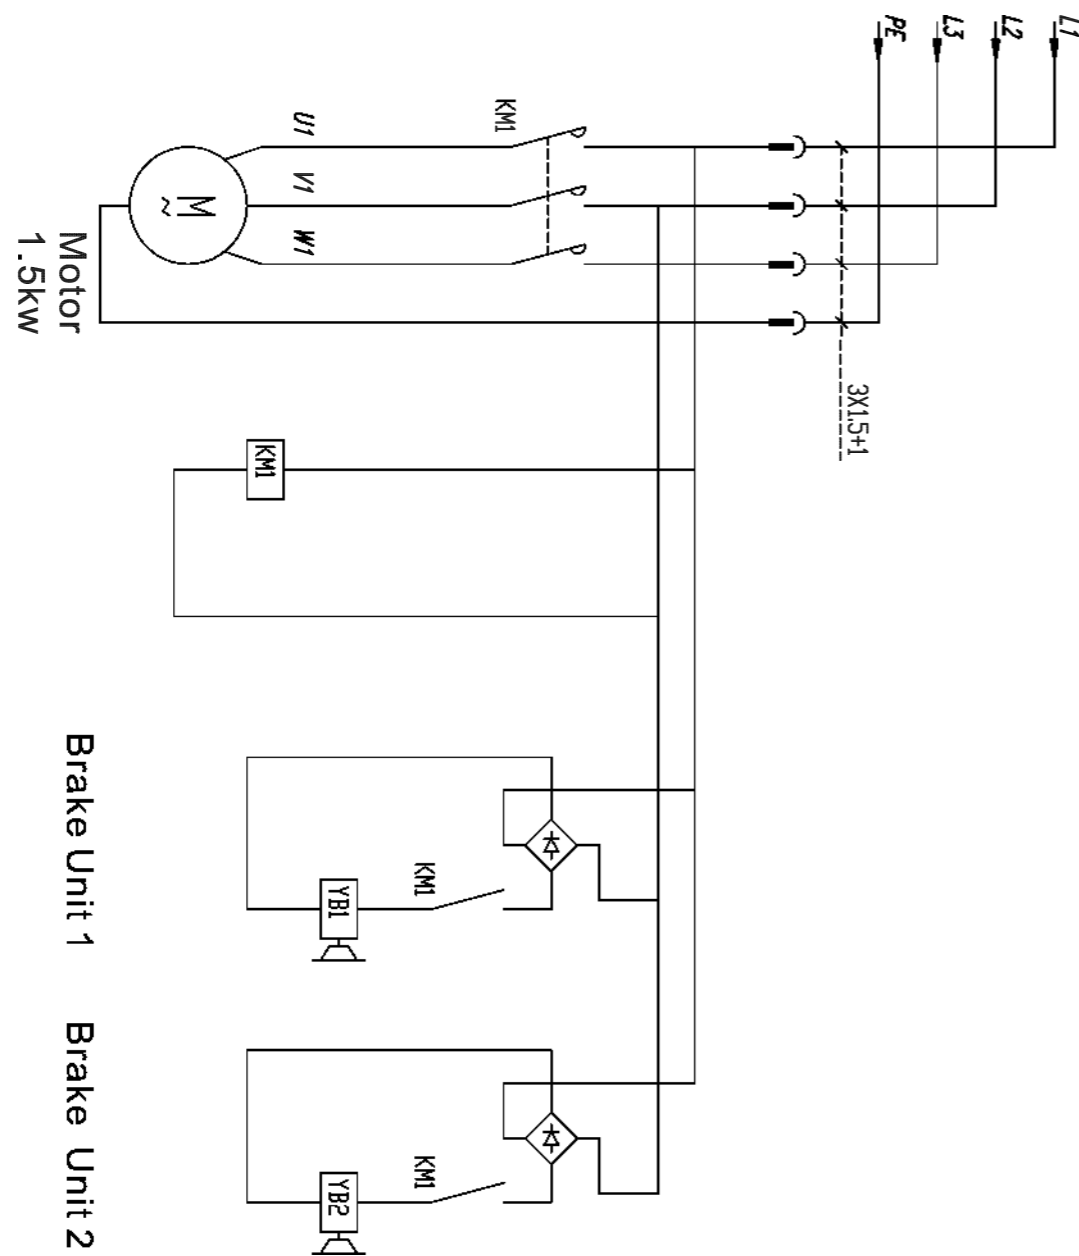 L1
L2
L3
PE
KM1
U1
V1
W1
M
~
Motor
1.5kw
3X1.5+1
KM1
KM1
YB1
Brake Unit 1
KM1
YB2
Brake Unit 2